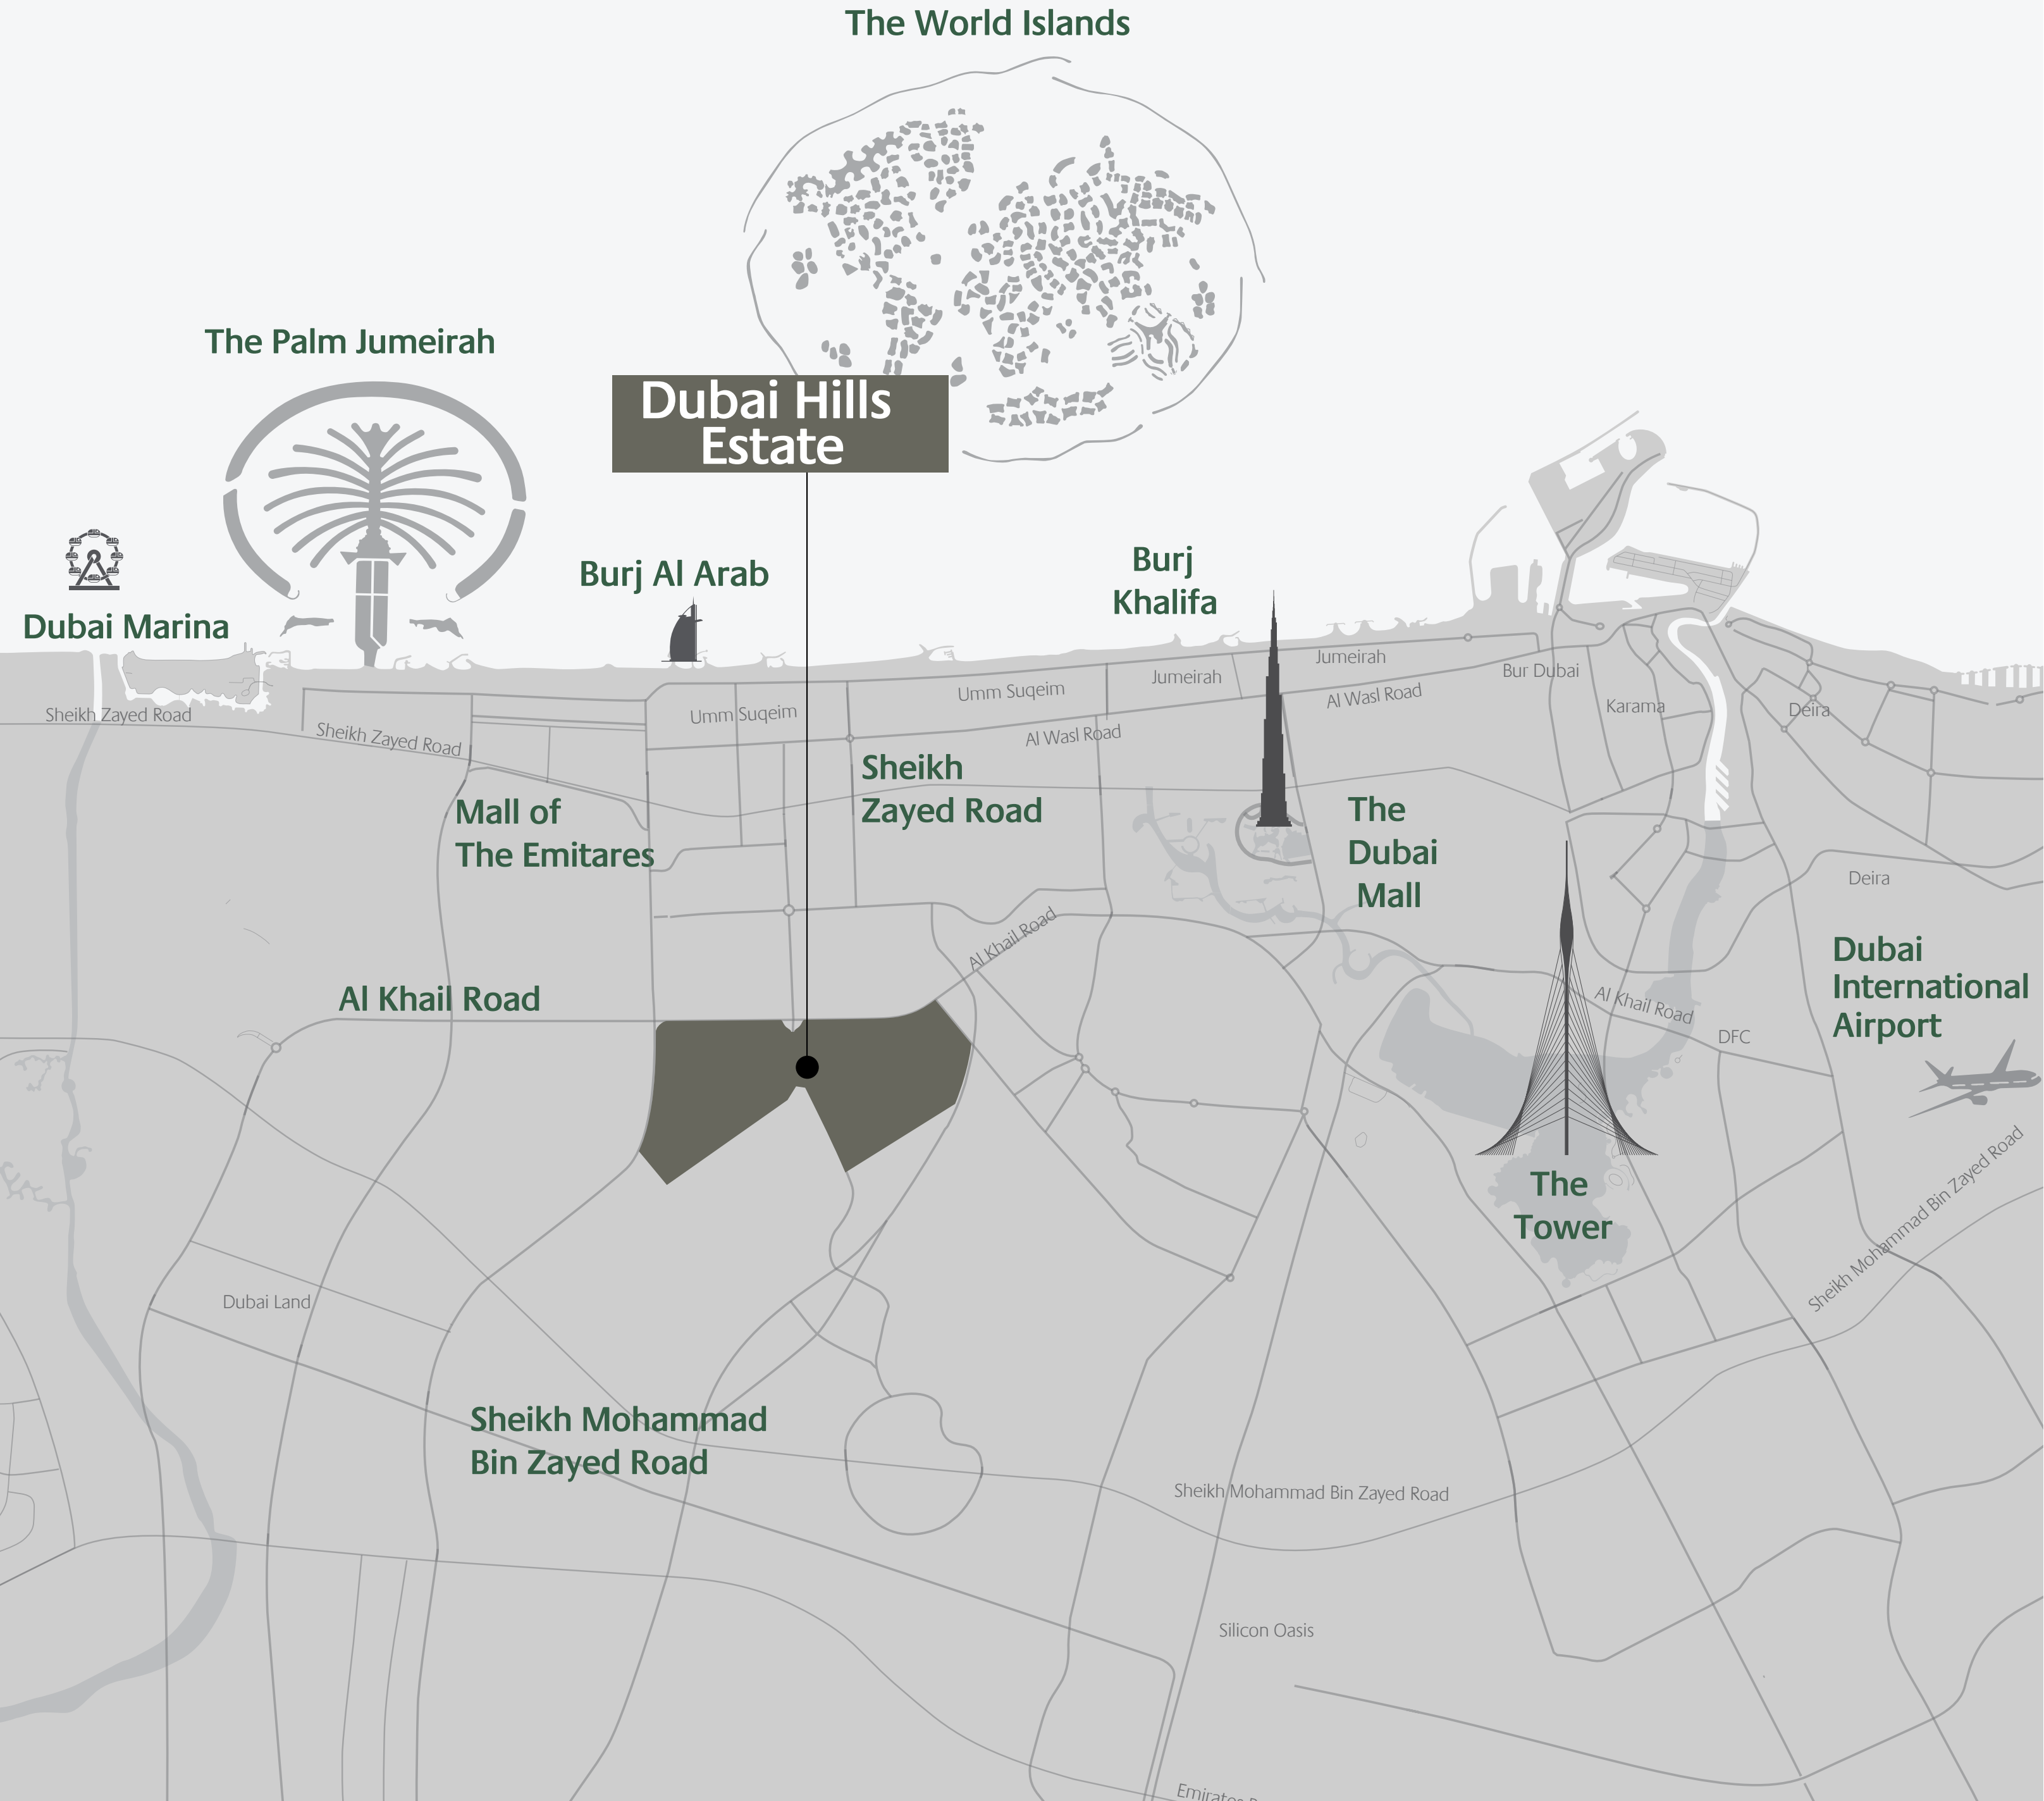 The World Islands
The Palm Jumeirah
Dubai Hills
Estate
Burj Al Arab
Burj
Khalifa
Dubai Marina
Sheikh Zayed Road
Sheikh Zayed Road
Umm Suqeim
Umm Suqeim
Jumeirah
Jumeirah
Al Wasl Road
Al Wasl Road
Bur Dubai
Karama
Deira
Sheikh
Zayed Road
Mall of
The Emitares
The
Dubai
Mall
Deira
Al Khail Road
Al Khail Road
Al Khail Road
DFC
Dubai
International
Airport
The
Tower
Sheikh Mohammad Bin Zayed Road
Dubai Land
Sheikh Mohammad
Bin Zayed Road
Sheikh Mohammad Bin Zayed Road
Silicon Oasis
Emirates